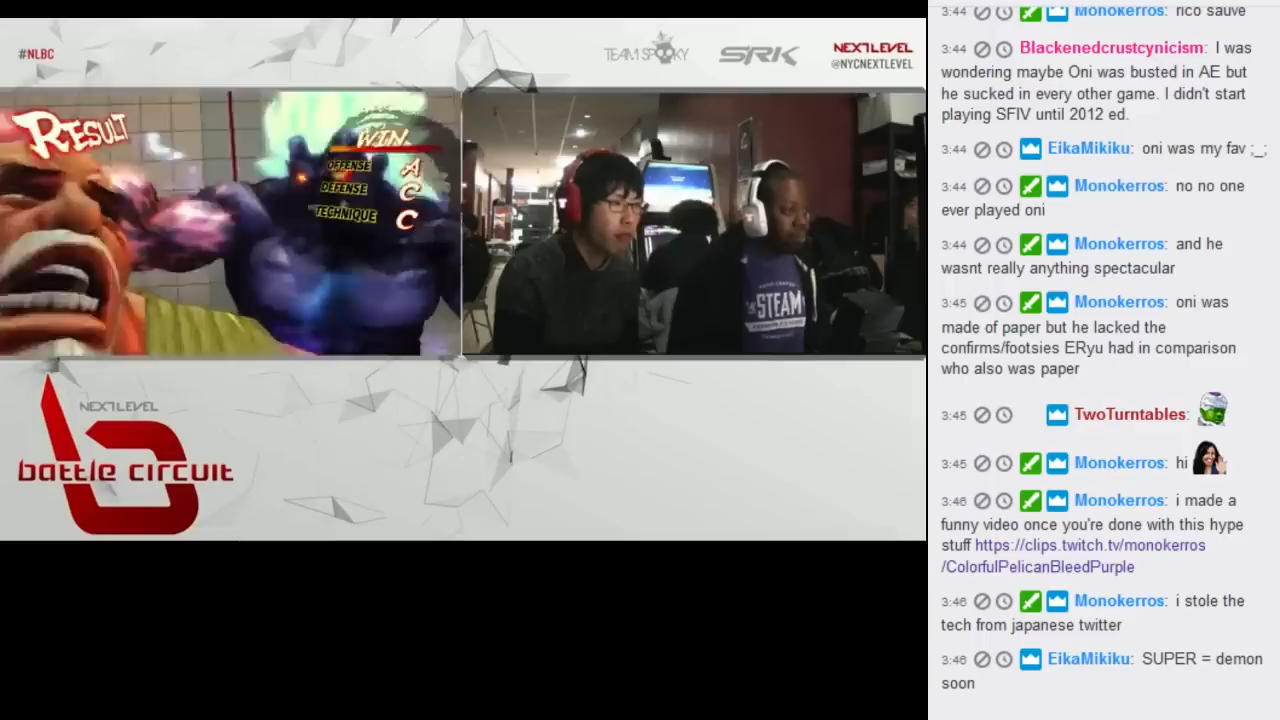 #NLBC
TEAM SPOOKY
SRK
NEXT LEVEL
@NYCNEXTLEVEL
RESULT
WIN
OFFENSE A
DEFENSE C
TECHNIQUE C
STEAM
NEXT LEVEL
battle circuit
3:44 Monokerros: rico sauve
3:44 Blackenedcrustcynicism: I was
wondering maybe Oni was busted in AE but
he sucked in every other game. I didn't start
playing SFIV until 2012 ed.
3:44 EikaMikiku: oni was my fav ;_;
3:44 Monokerros: no no one
ever played oni
3:44 Monokerros: and he
wasnt really anything spectacular
3:45 Monokerros: oni was
made of paper but he lacked the
confirms/footsies ERyu had in comparison
who also was paper
3:45 TwoTurntables:
3:45 Monokerros: hi
3:46 Monokerros: i made a
funny video once you're done with this hype
stuff https://clips.twitch.tv/monokerros
/ColorfulPelicanBleedPurple
3:46 Monokerros: i stole the
tech from japanese twitter
3:46 EikaMikiku: SUPER = demon
soon